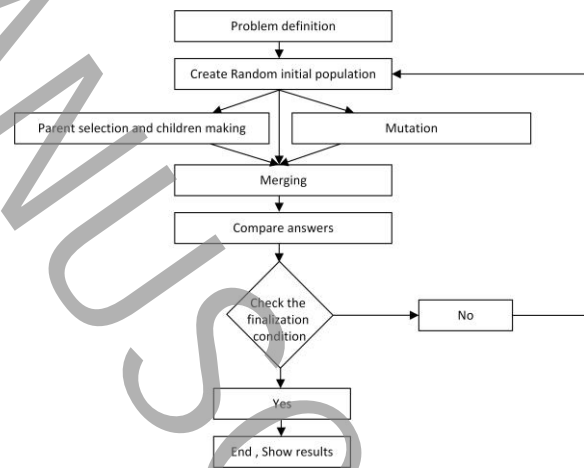 Problem definition
Create Random initial population
Parent selection and children making
Mutation
Merging
Compare answers
Check the
finalization
condition
No
Yes
End , Show results